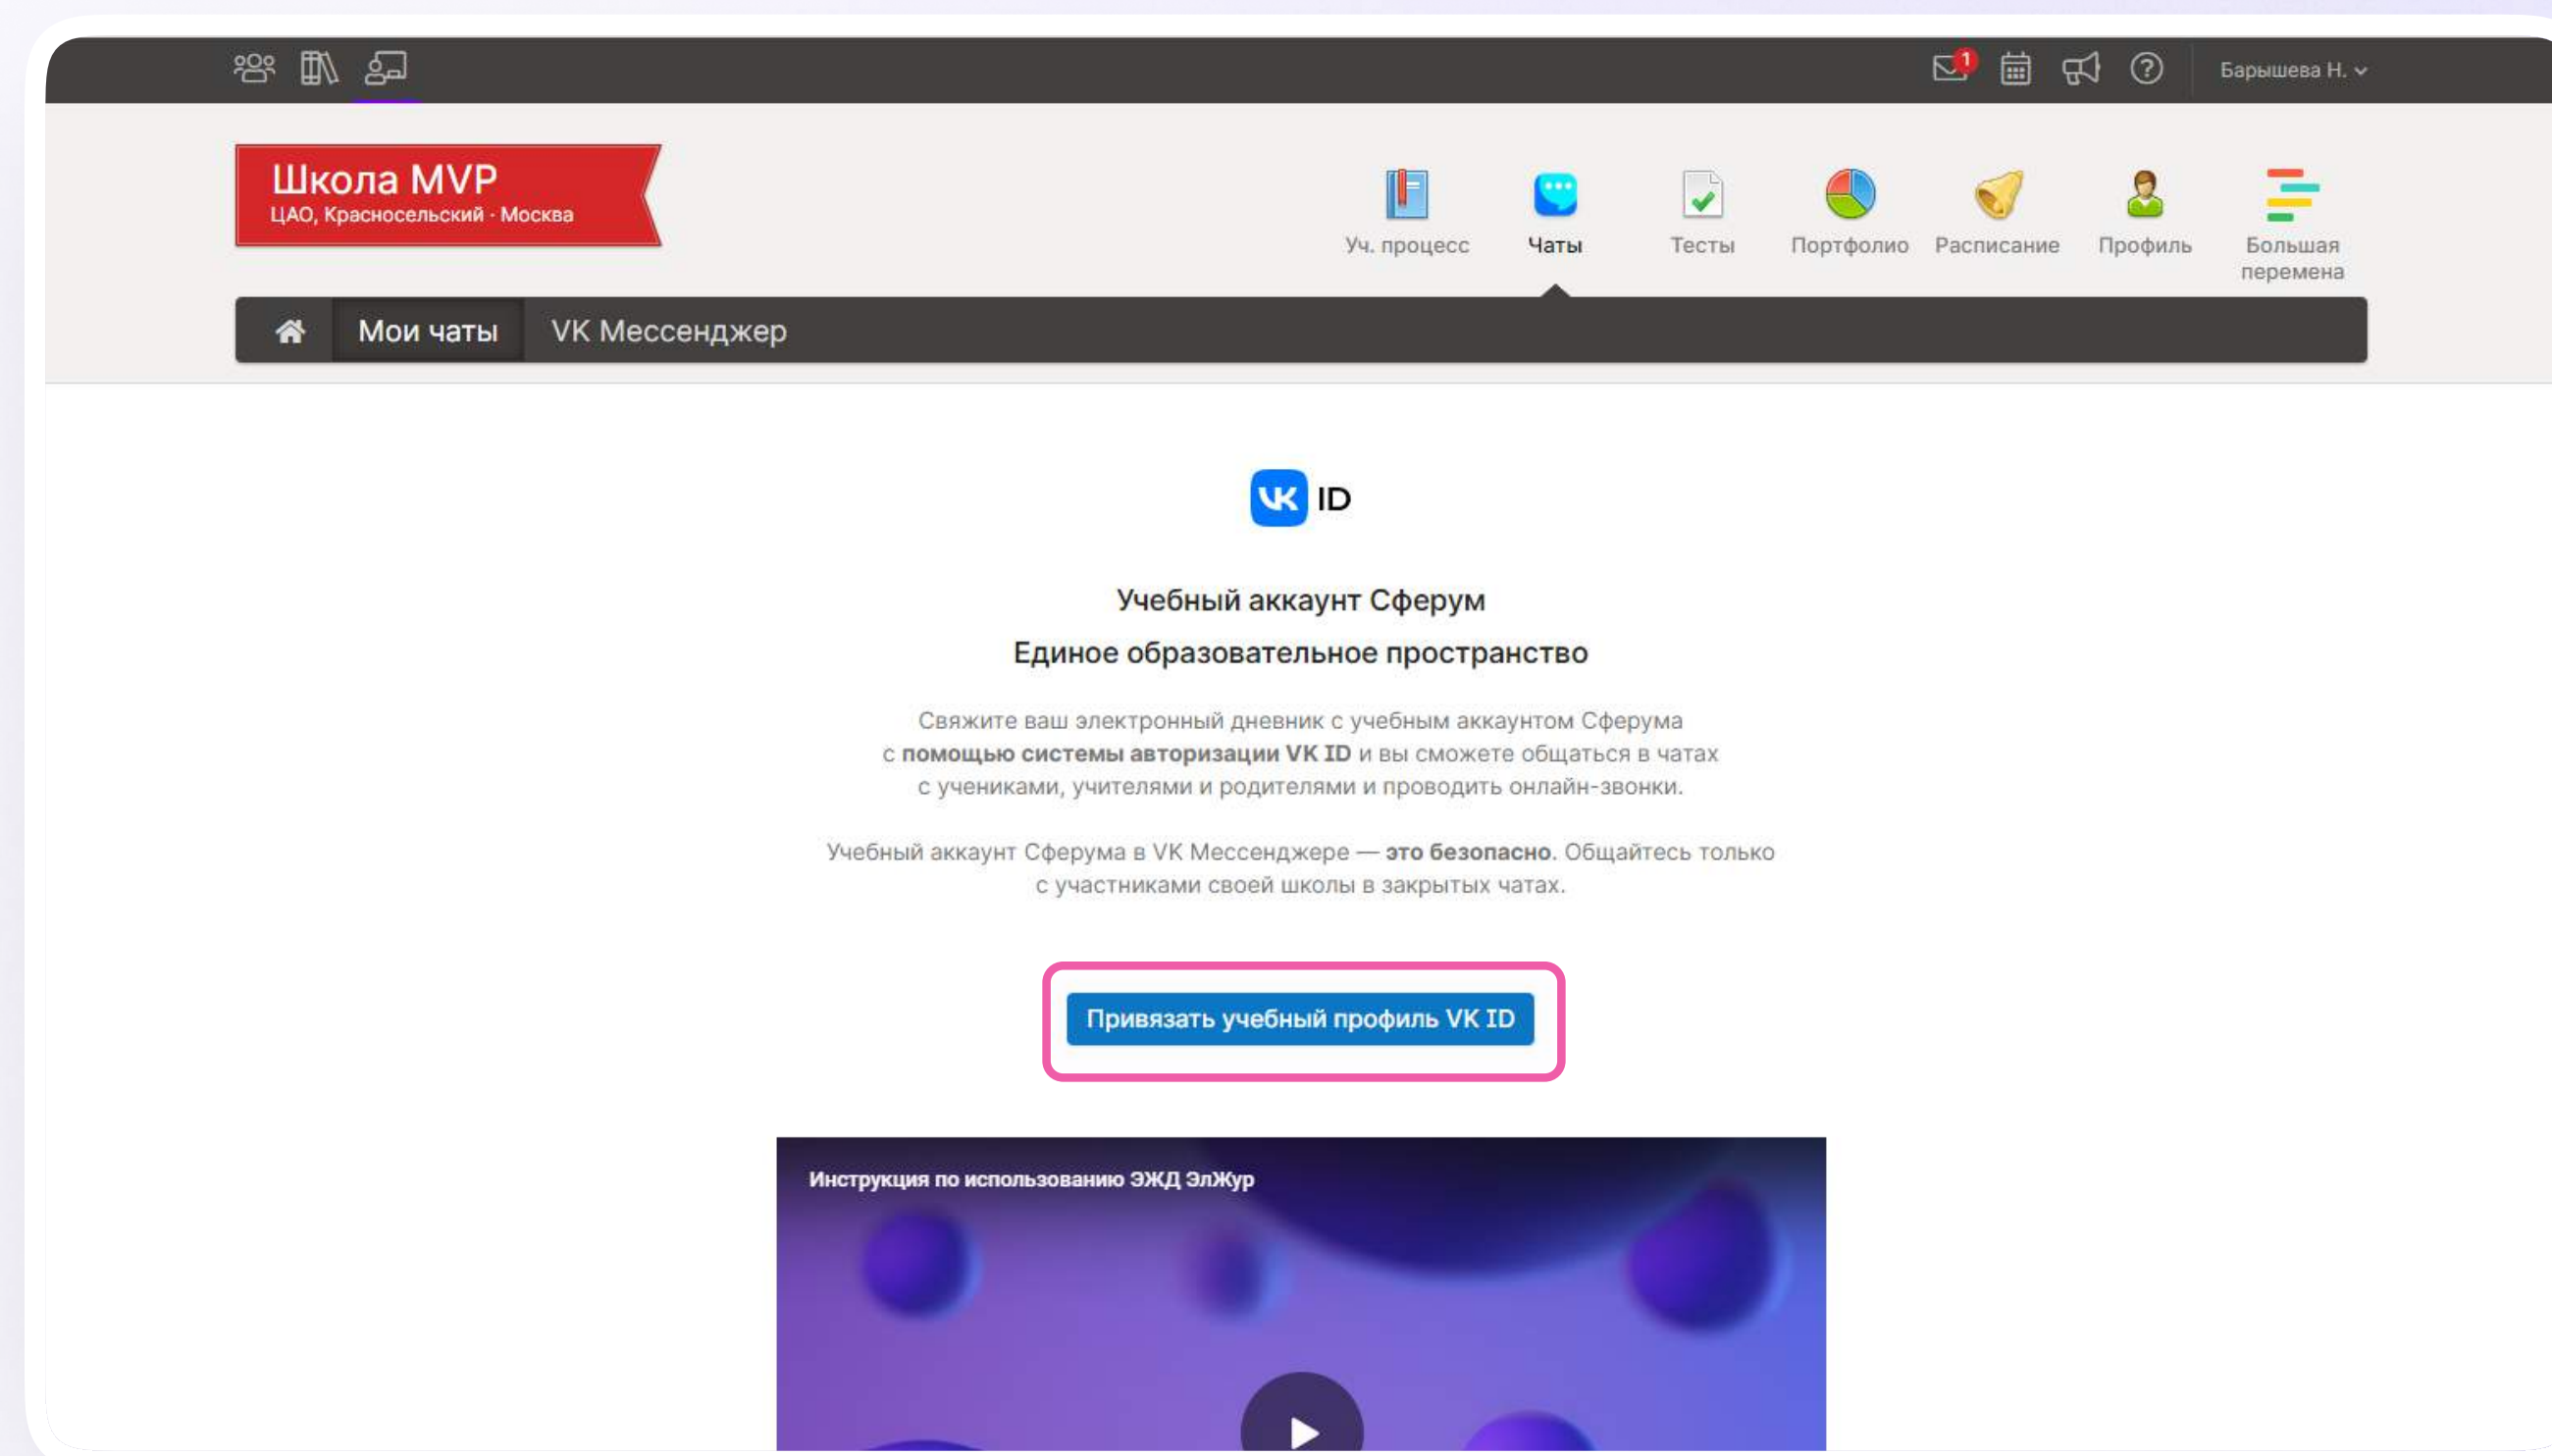 1
Барышева Н.
Школа MVP
ЦАО, Красносельский · Москва
Уч. процесс
Чаты
Тесты
Портфолио
Расписание
Профиль
Большая
перемена
Мои чаты
VK Мессенджер
VK ID
Учебный аккаунт Сферум
Единое образовательное пространство
Свяжите ваш электронный дневник с учебным аккаунтом Сферума
с помощью системы авторизации VK ID и вы сможете общаться в чатах
с учениками, учителями и родителями и проводить онлайн-звонки.
Учебный аккаунт Сферума в VK Мессенджере — это безопасно. Общайтесь только
с участниками своей школы в закрытых чатах.
Привязать учебный профиль VK ID
Инструкция по использованию ЭЖД ЭлЖур